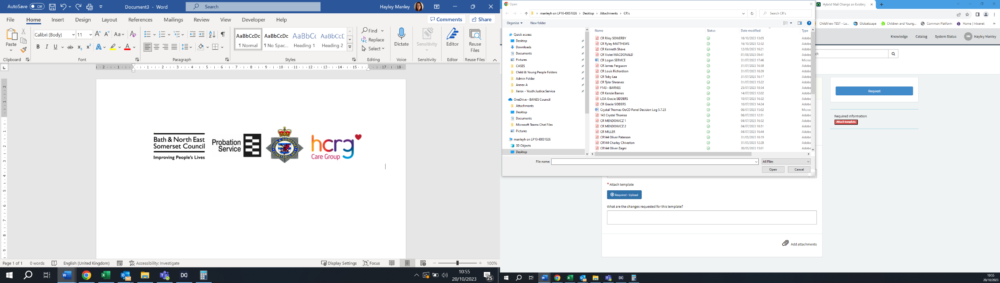 AutoSave Off Document3 - Word Search Hayley Manley
File Home Insert Design Layout References Mailings Review View Developer Help Comments Share
Paste
Calibri (Body) 11 Aa
B I U ab x₂ x² A A
AaBbCcDc AaBbCcDc AaBbCc AaBbCcE
¶ Normal ¶ No Spac... Heading 1 Heading 2
Find
Replace
Select
Dictate
Sensitivity
Editor
Reuse Files
Clipboard Font Paragraph Styles Editing Voice Sensitivity Editor Reuse Files
Bath & North East
Somerset Council
Improving People's Lives
Probation
Service
AVON & SOMERSET
CONSTABULARY
hcrg
Care Group
Page 1 of 1 0 words English (United Kingdom) Accessibility: Investigate Display Settings Focus 100%
10:55
20/10/2023
25
Open
manleyh on LP10-I0051026 > Desktop > Attachments > CR's Search CR's
Organise New folder
Quick access
Desktop
Downloads
Documents
Pictures
CASES
Child & Young People Folders
Admin Folder
Annex A
Xerox - Youth Justice Service
OneDrive - BANES Council
Attachments
Desktop
Documents
Microsoft Teams Chat Files
Pictures
manleyh on LP10-I0051026
3D Objects
Desktop
Name Status Date modified Type
CR Riley SOWERBY 16/10/2023 13:05 Adobe
CR Ryley MATTHEWS 16/10/2023 12:52 Adobe
CR Kenneth Shave 12/09/2023 16:21 Adobe
CR Violet MACDONALD 01/08/2023 09:41 Adobe
CR Logan SERVICE 31/07/2023 17:46 Micros
CR James Ferguson 31/07/2023 16:58 Adobe
CR Louis Richardson 31/07/2023 16:39 Adobe
CR Toby Lea 31/07/2023 16:17 Adobe
CR Tyler Shreeves 31/07/2023 15:22 Adobe
F143 - BARNES 25/07/2023 18:54 Adobe
CR Kenzie Barnes 14/07/2023 12:02 Adobe
LOA Gracie SIDDERS 10/07/2023 16:32 Adobe
CR Gracie SIDDERS 10/07/2023 14:24 Adobe
Crystal Thomas OoCD Panel Decision Log 5.7.23 06/07/2023 15:02 Micros
143 Crystal Thomas 06/07/2023 12:51 Adobe
CR MENDOWICZ 1 04/07/2023 16:52 Adobe
CR MENDOWICZ 2 04/07/2023 16:51 Adobe
CR MILLER 04/07/2023 16:44 Adobe
CR144 Oliver Paterson 31/05/2023 16:19 Adobe
CR144 Charley Chiverton 31/05/2023 12:28 Adobe
CR144 Oliver Zagni 30/05/2023 15:01 Adobe
File name: All Files
Open Cancel
Hybrid Mail Change an Existing
ChildView TEST - Lo... Globalscape Children and Young... Common Platform Home | Intranet
Knowledge Catalog System Status HM Hayley Manley
ch
Request
Required information
Attach template
* Attach template
Required - Upload
What are the changes requested for this template?
Add attachments
10:55
20/10/2023